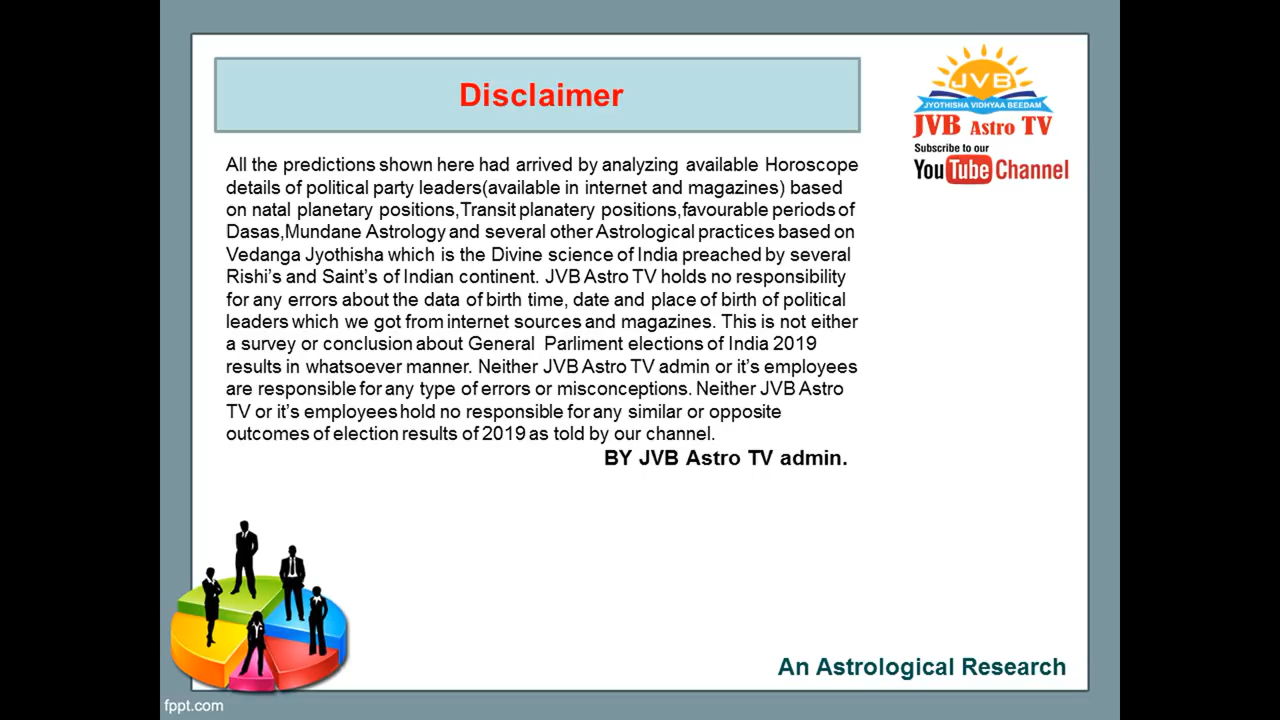 Disclaimer
JVB
JYOTHISHA VIDHYAA BEEDAM
JVB Astro TV
Subscribe to our
YouTube Channel
All the predictions shown here had arrived by analyzing available Horoscope
details of political party leaders(available in internet and magazines) based
on natal planetary positions,Transit planatery positions,favourable periods of
Dasas,Mundane Astrology and several other Astrological practices based on
Vedanga Jyothisha which is the Divine science of India preached by several
Rishi's and Saint's of Indian continent. JVB Astro TV holds no responsibility
for any errors about the data of birth time, date and place of birth of political
leaders which we got from internet sources and magazines. This is not either
a survey or conclusion about General Parliment elections of India 2019
results in whatsoever manner. Neither JVB Astro TV admin or it's employees
are responsible for any type of errors or misconceptions. Neither JVB Astro
TV or it's employees hold no responsible for any similar or opposite
outcomes of election results of 2019 as told by our channel.
BY JVB Astro TV admin.
An Astrological Research
fppt.com